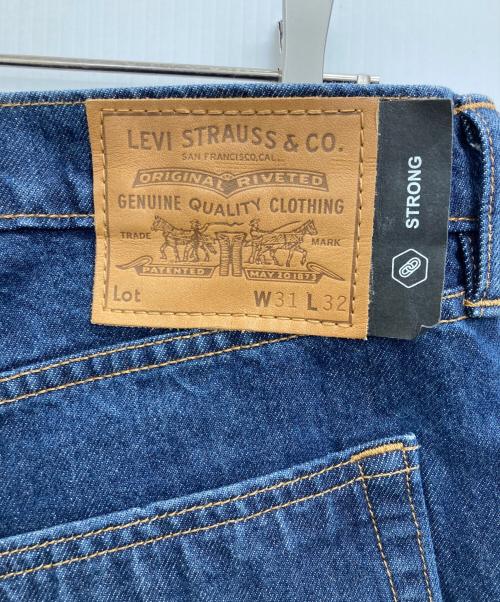 LEVI STRAUSS & CO.
SAN FRANCISCO, CAL.
ORIGINAL RIVETED
GENUINE QUALITY CLOTHING
TRADE MARK
PATENTED MAY 20 1873
Lot W31 L 32
STRONG